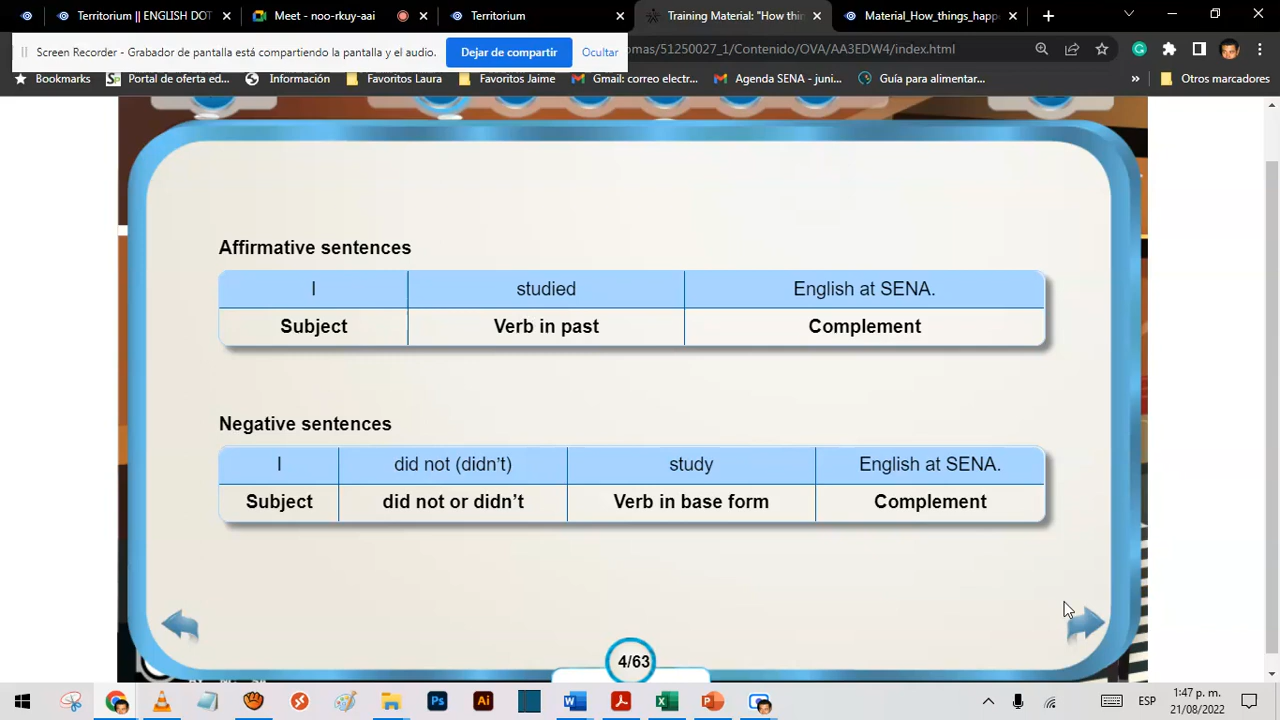 Territorium || ENGLISH DOT
Meet - noo-rkuy-aai
Territorium
Training Material: "How thin
Material_How_things_happ
Screen Recorder - Grabador de pantalla está compartiendo la pantalla y el audio.
Dejar de compartir
Ocultar
omas/51250027_1/Contenido/OVA/AA3EDW4/index.html
Bookmarks
Portal de oferta ed...
Información
Favoritos Laura
Favoritos Jaime
Gmail: correo electr...
Agenda SENA - juni...
Guía para alimentar...
»
Otros marcadores
Affirmative sentences
I studied English at SENA.
Subject Verb in past Complement
Negative sentences
I did not (didn't) study English at SENA.
Subject did not or didn't Verb in base form Complement
4/63
Ps
Ai
ESP
1:47 p. m.
21/08/2022